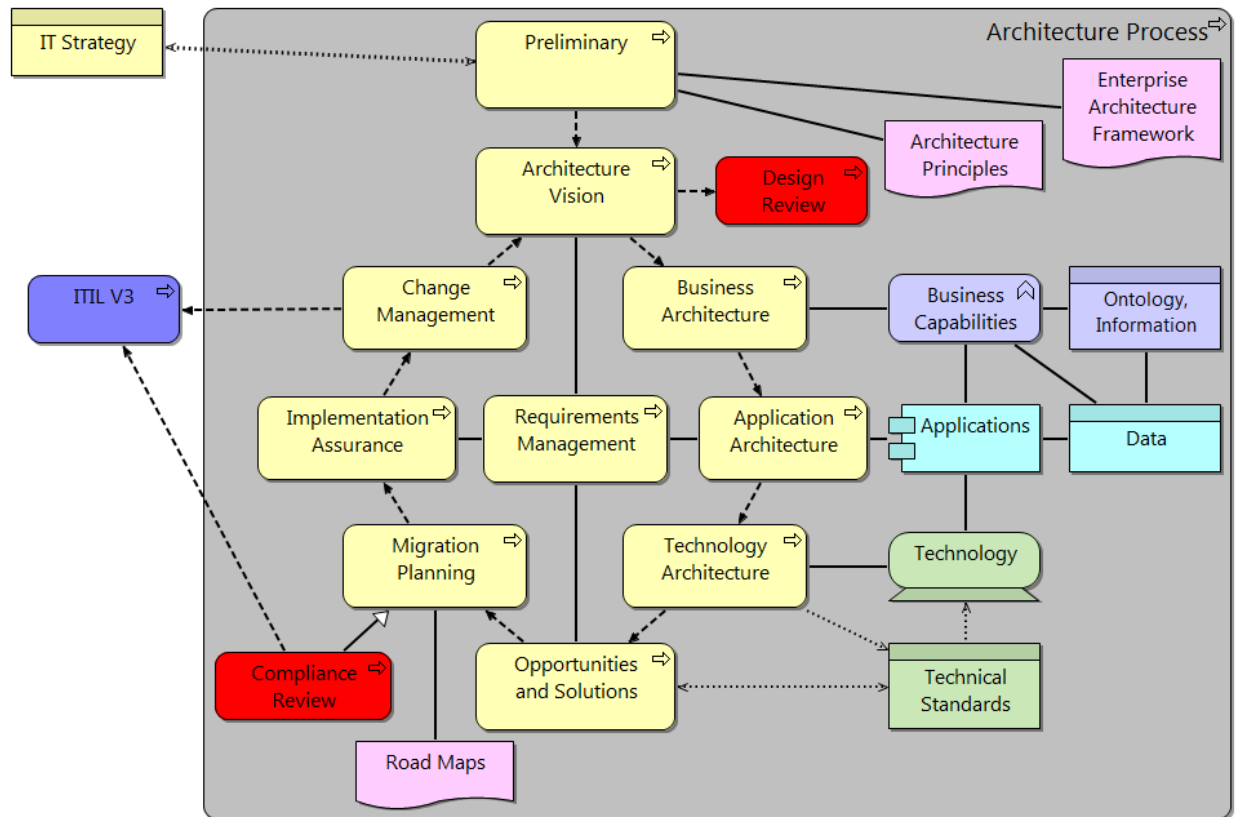 IT Strategy
Preliminary
Architecture Process
Enterprise
Architecture
Framework
Architecture
Principles
Architecture
Vision
Design
Review
ITIL V3
Change
Management
Business
Architecture
Business
Capabilities
Ontology,
Information
Implementation
Assurance
Requirements
Management
Application
Architecture
Applications
Data
Migration
Planning
Technology
Architecture
Technology
Compliance
Review
Opportunities
and Solutions
Technical
Standards
Road Maps